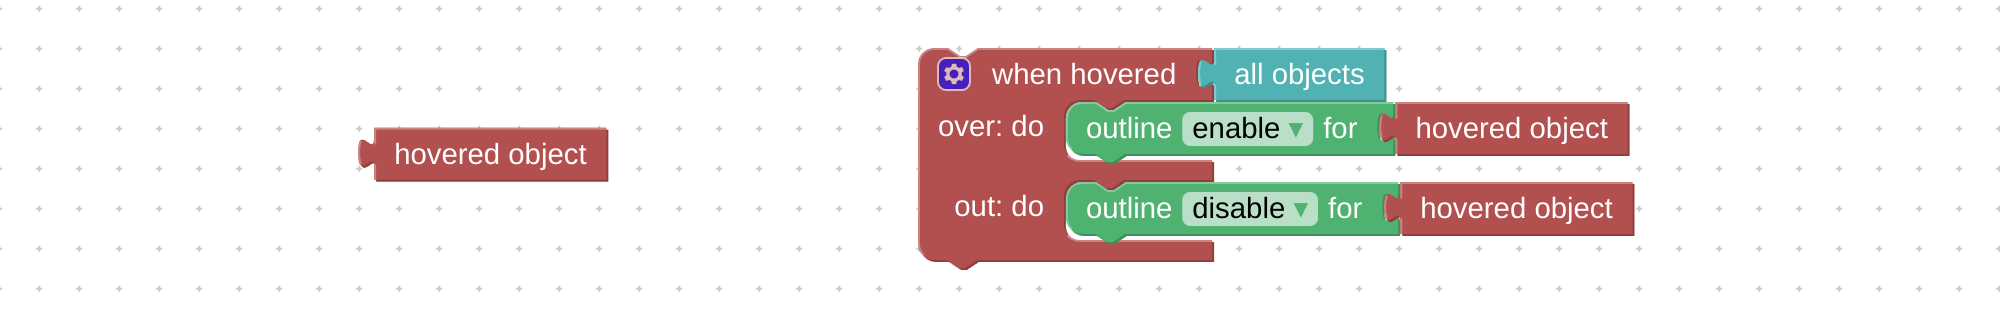 hovered object
when hovered all objects
over: do outline enable ▼ for hovered object
out: do outline disable ▼ for hovered object